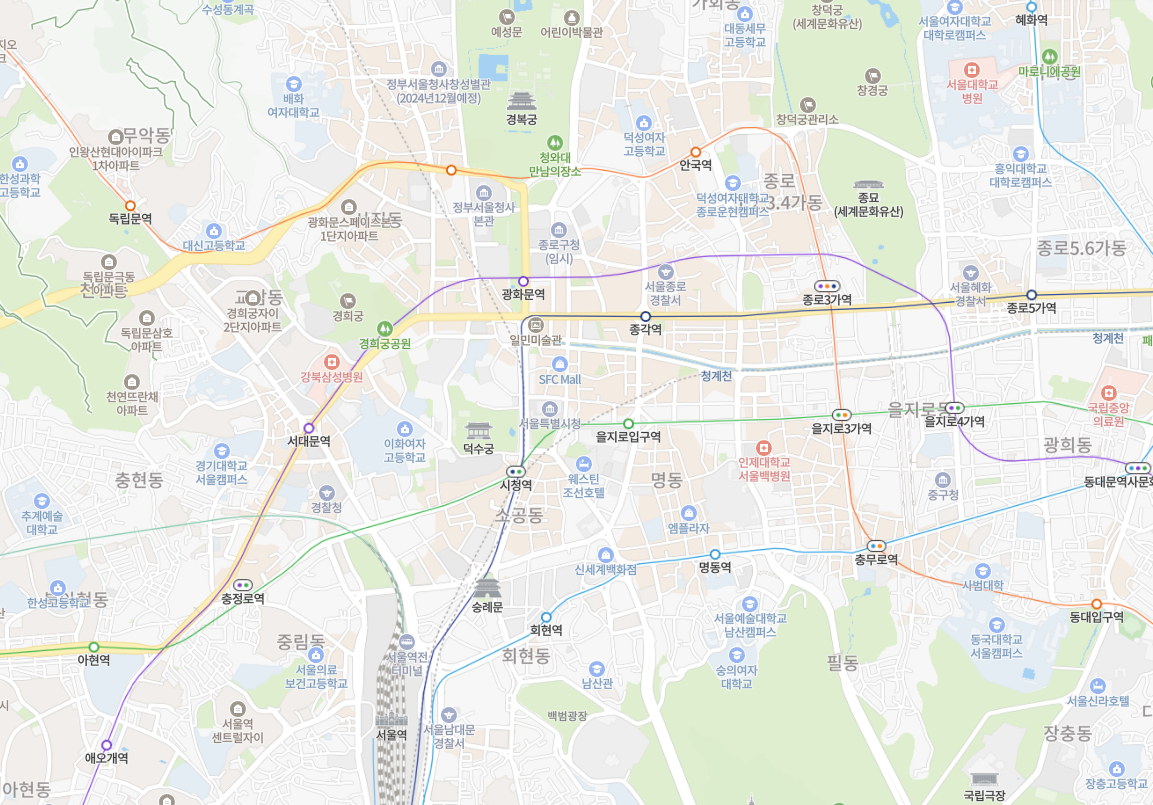 수성동계곡
예성문
어린이박물관
가회동
대동세무
고등학교
창덕궁
(세계문화유산)
서울여자대학교
대학로캠퍼스
혜화역
정부서울청사창성별관
(2024년12월예정)
배화
여자대학교
경복궁
창경궁
서울대학교
병원
마로니에공원
창덕궁관리소
무악동
인왕산현대아이파크
1차아파트
한성과학
고등학교
덕성여자
고등학교
안국역
청와대
만남의장소
홍익대학교
대학로캠퍼스
독립문역
대신고등학교
광화문스페이스본
1단지아파트
정부서울청사
본관
덕성여자대학교
종로운현캠퍼스
종로
3.4가동
종묘
(세계문화유산)
종로구청
(임시)
종로5.6가동
독립문극동
아파트
경희궁자이
2단지아파트
경희궁
광화문역
서울종로
경찰서
종로3가역
서울혜화
경찰서
종로5가역
독립문삼호
아파트
경희궁공원
일민미술관
종각역
청계천
강북삼성병원
SFC Mall
청계천
천연뜨란채
아파트
국립중앙
의료원
서울특별시청
을지로동
을지로3가역
을지로4가역
서대문역
이화여자
고등학교
덕수궁
을지로입구역
광희동
경기대학교
서울캠퍼스
인제대학교
서울백병원
충현동
시청역
웨스틴
조선호텔
명동
동대문역사문화
중구청
추계예술
대학교
경찰청
소공동
엠플라자
신세계백화점
명동역
충무로역
사범대학
한성고등학교
충정로역
숭례문
동대입구역
회현역
서울예술대학교
남산캠퍼스
동국대학교
서울캠퍼스
아현역
중림동
서울의료
보건고등학교
서울역전
터미널
회현동
남산관
숭의여자
대학교
필동
서울신라호텔
서울역
센트럴자이
서울역
서울남대문
경찰서
백범광장
장충동
애오개역
아현동
국립극장
장충고등학교